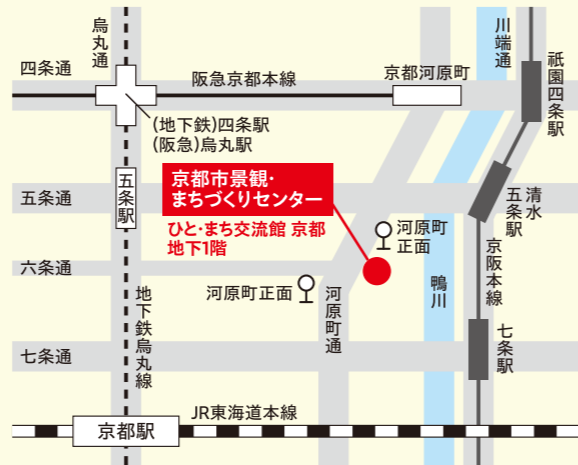 烏丸通
川端通
四条通
阪急京都本線
京都河原町
祇園四条駅
(地下鉄)四条駅
(阪急)烏丸駅
五条駅
京都市景観・
まちづくりセンター
ひと・まち交流館 京都
地下1階
五条通
清水
五条駅
河原町
正面
京阪本線
六条通
河原町正面
鴨川
地下鉄烏丸線
河原町通
七条通
七条駅
JR東海道本線
京都駅